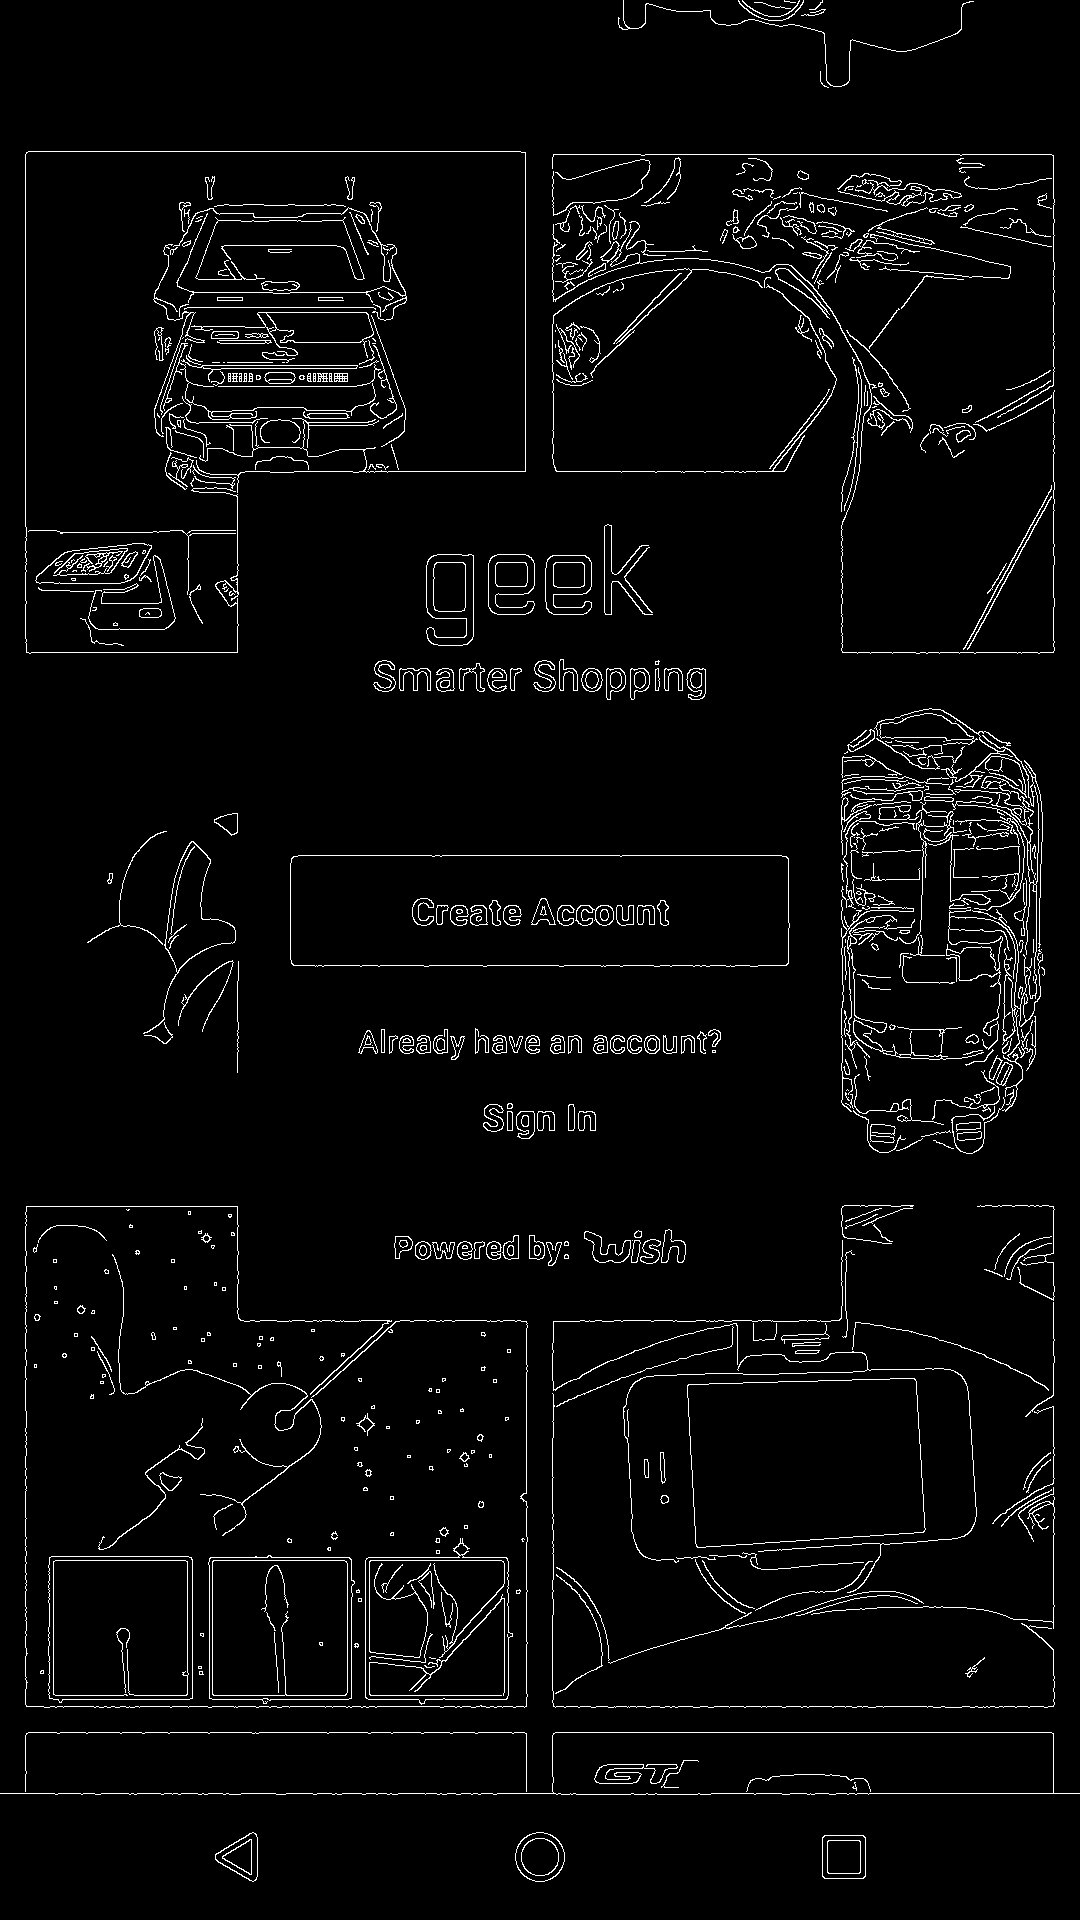 geek
Smarter Shopping
Create Account
Already have an account?
Sign In
Powered by: wish
GT